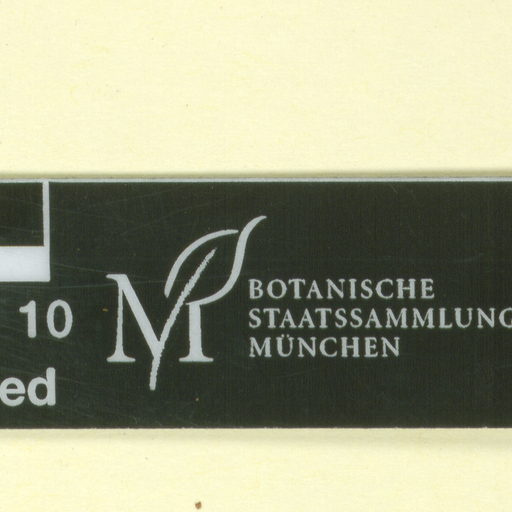 10
ed
BOTANISCHE
STAATSSAMMLUNG
MÜNCHEN